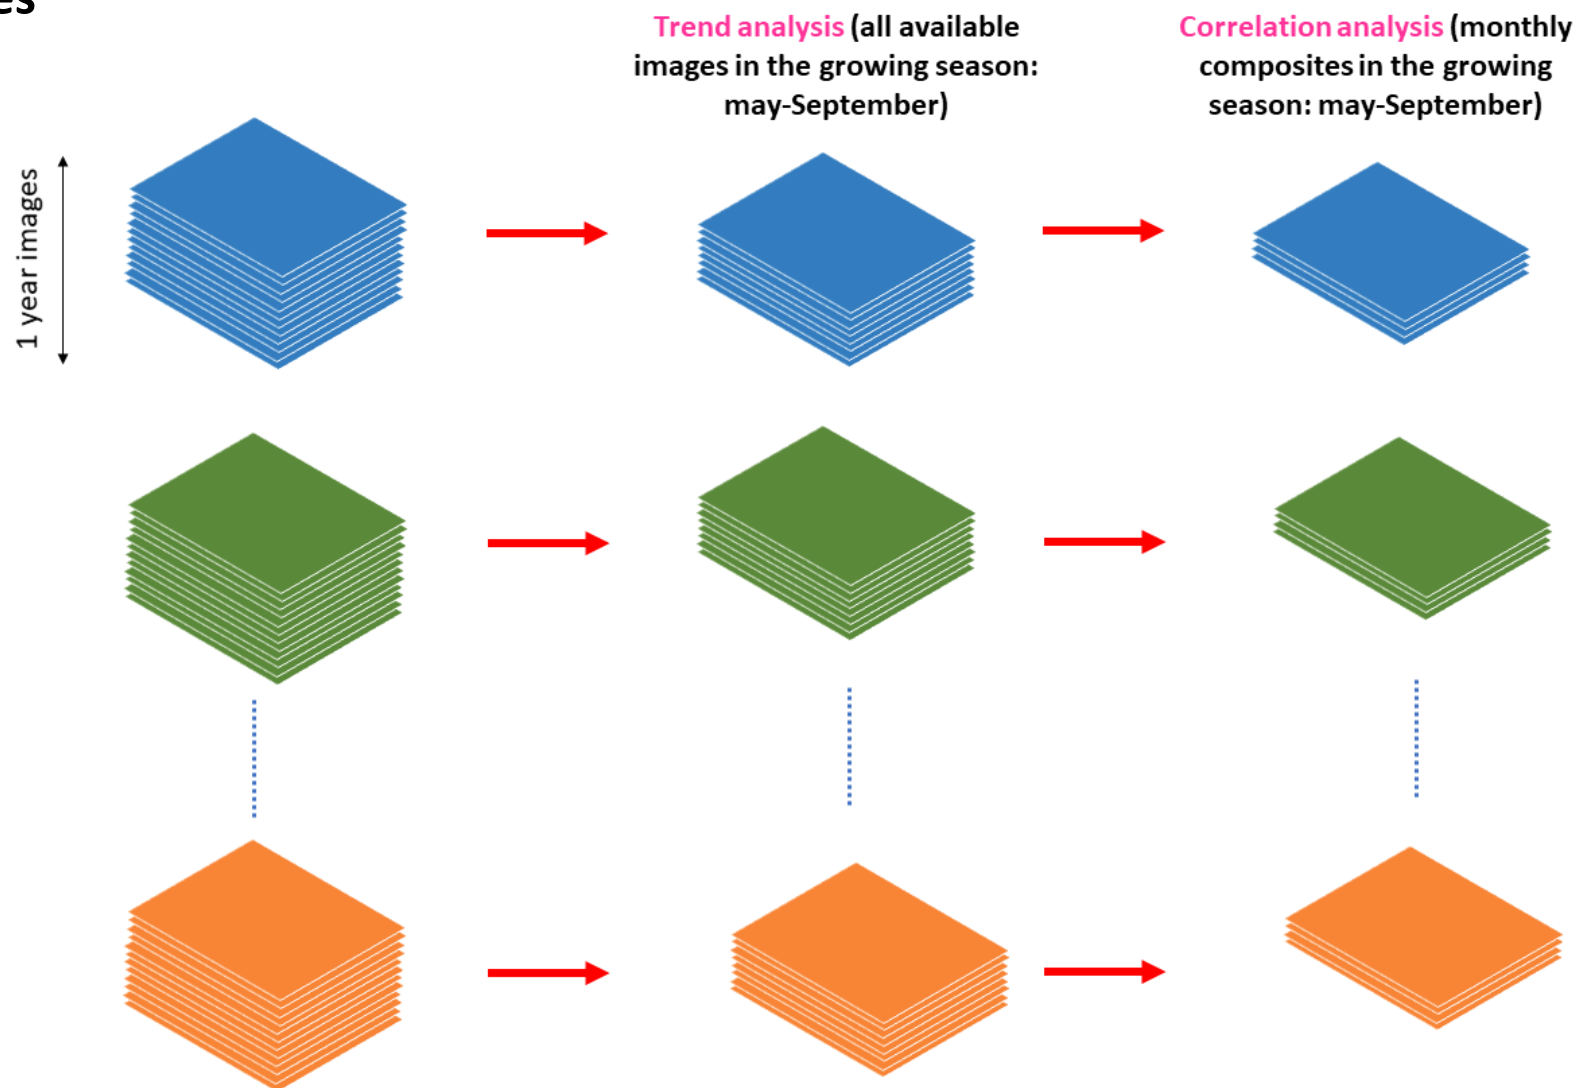 Trend analysis (all available
images in the growing season:
may-September)
Correlation analysis (monthly
composites in the growing
season: may-September)
1 year images